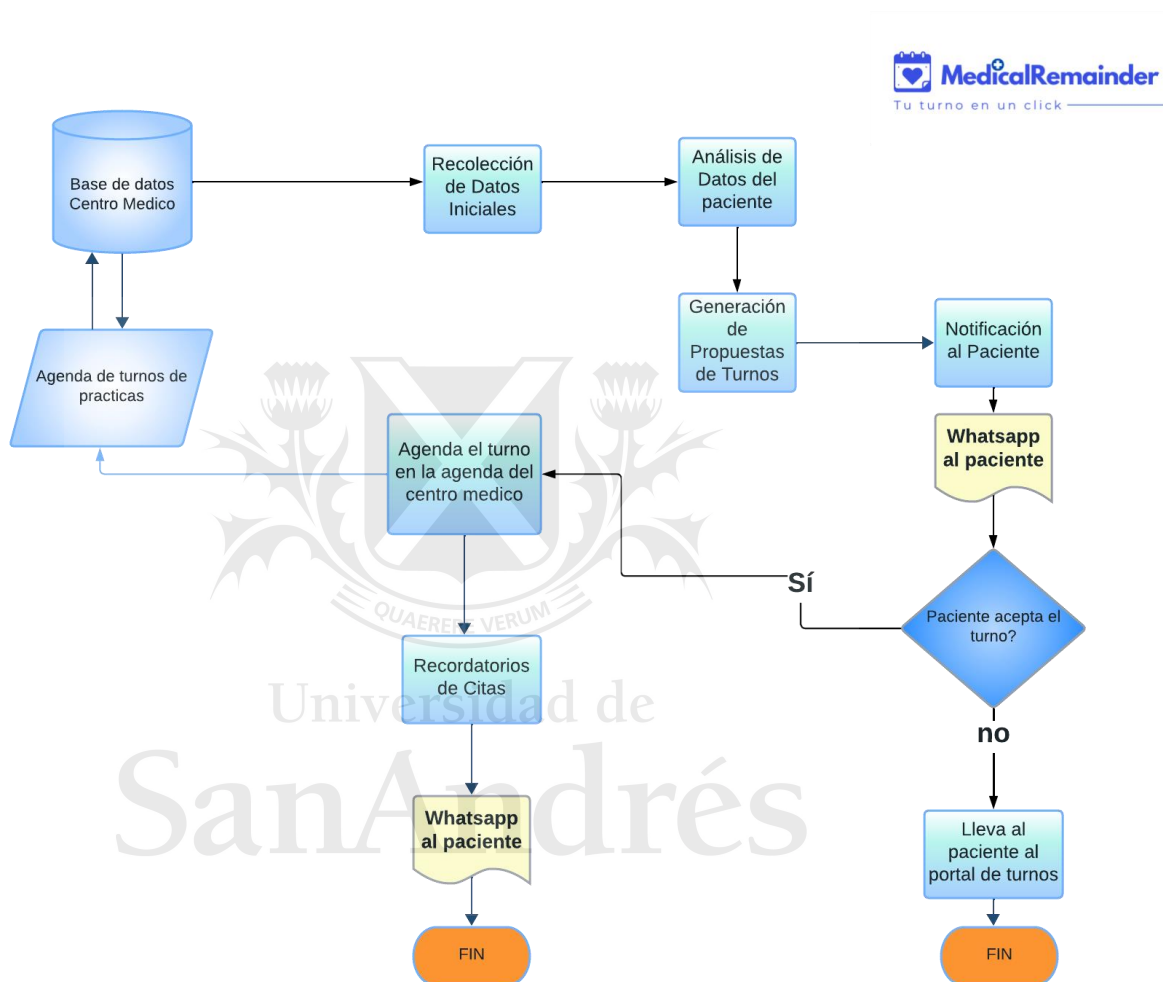 MedicalRemainder
Tu turno en un click
Base de datos
Centro Medico
Recolección
de Datos
Iniciales
Análisis de
Datos del
paciente
Generación
de
Propuestas
de Turnos
Notificación
al Paciente
Agenda de turnos de
practicas
Agenda el turno
en la agenda del
centro medico
Whatsapp
al paciente
Sí
Paciente acepta el
turno?
QUAERERE VERUM
Recordatorios
de Citas
Universidad de
SanAndrés
no
Whatsapp
al paciente
Lleva al
paciente al
portal de turnos
FIN
FIN